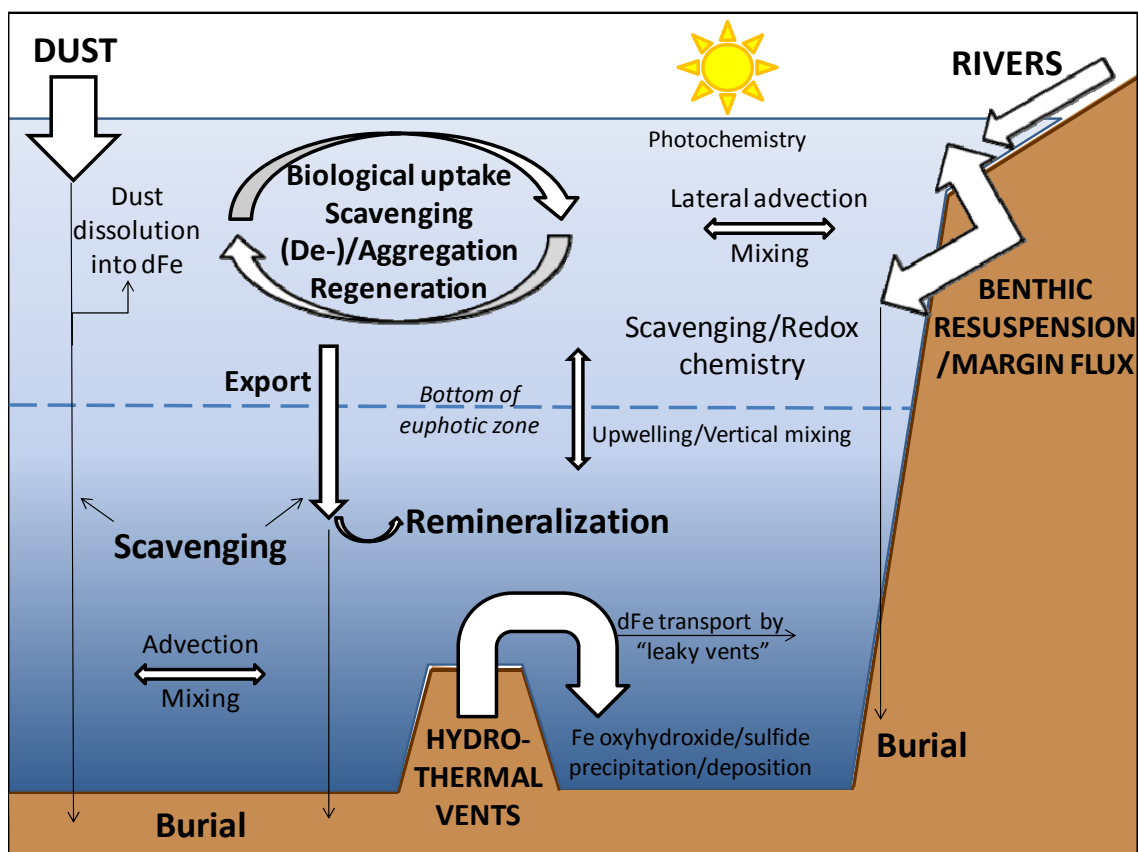 DUST
RIVERS
Photochemistry
Dust
dissolution
into dFe
Biological uptake
Scavenging
(De-)/Aggregation
Regeneration
Lateral advection
Mixing
BENTHIC
RESUSPENSION
/MARGIN FLUX
Scavenging/Redox
chemistry
Export
Bottom of
euphotic zone
Upwelling/Vertical mixing
Scavenging
Remineralization
dFe transport by
“leaky vents”
Advection
Mixing
HYDRO-
THERMAL
VENTS
Fe oxyhydroxide/sulfide
precipitation/deposition
Burial
Burial